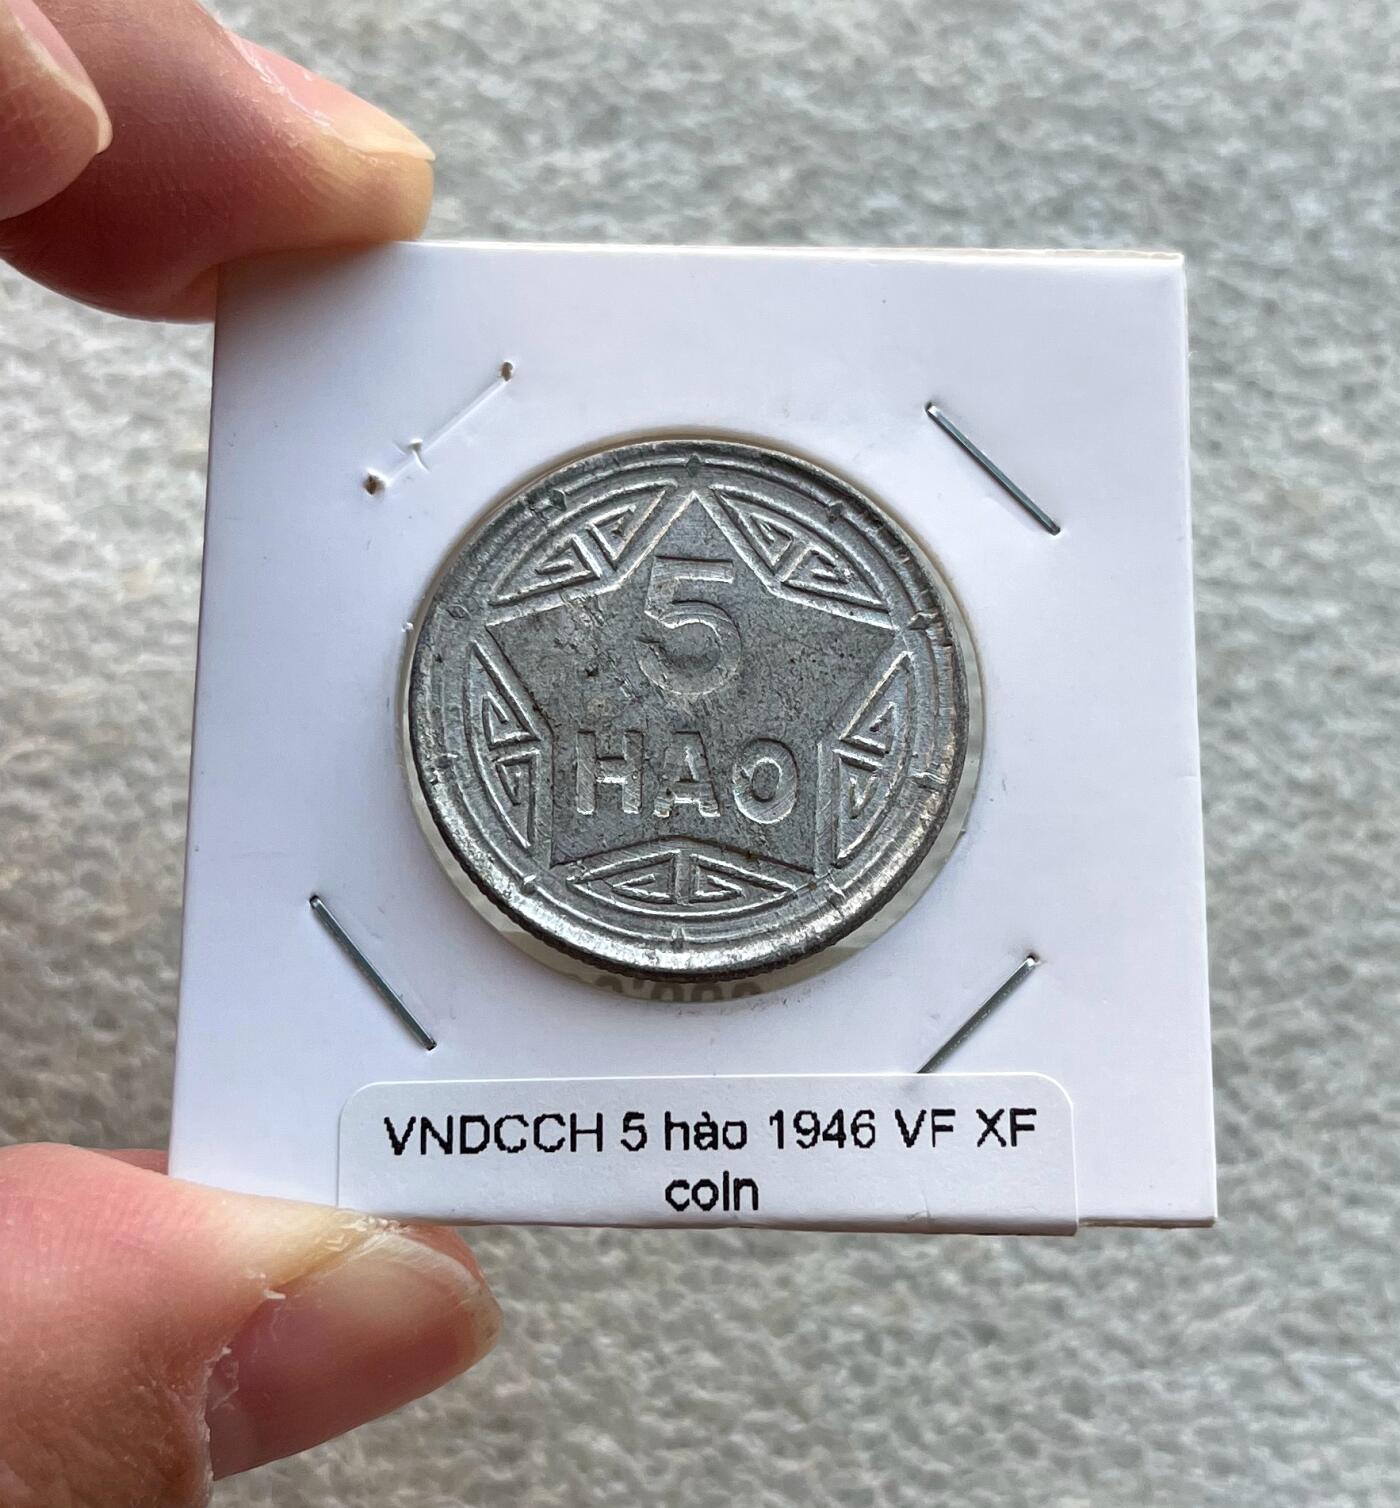 5
HAO
VNDCCH 5 hào 1946 VF XF
coin